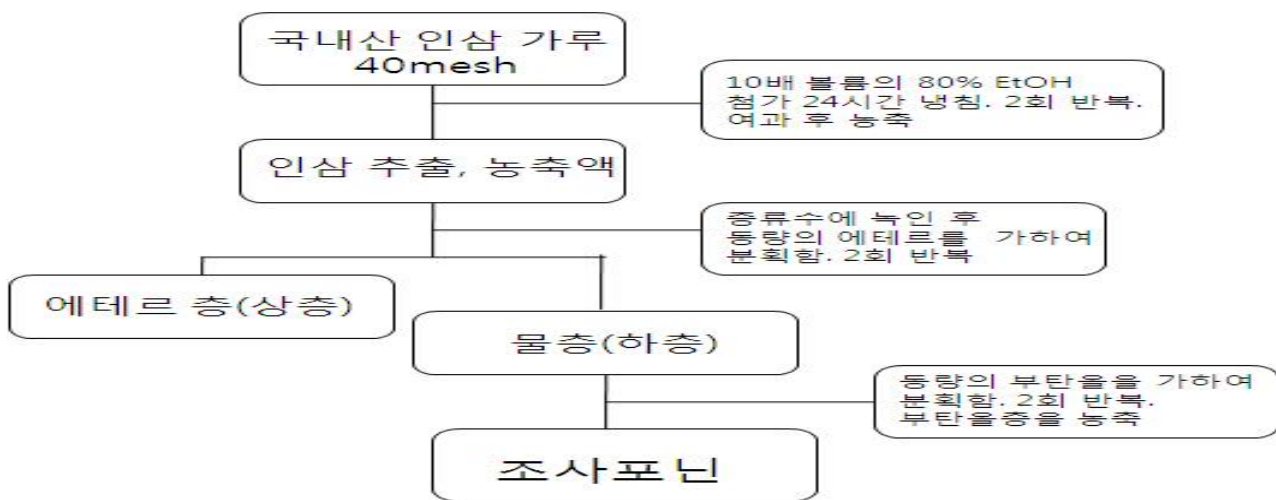 국내산 인삼 가루
40mesh
10배 볼륨의 80% EtOH
첨가 24시간 냉침. 2회 반복.
여과 후 농축
인삼 추출, 농축액
증류수에 녹인 후
동량의 에테르를 가하여
분획함. 2회 반복
에테르 층(상층)
물층(하층)
동량의 부탄올을 가하여
분획함. 2회 반복.
부탄올층을 농축
조사포닌